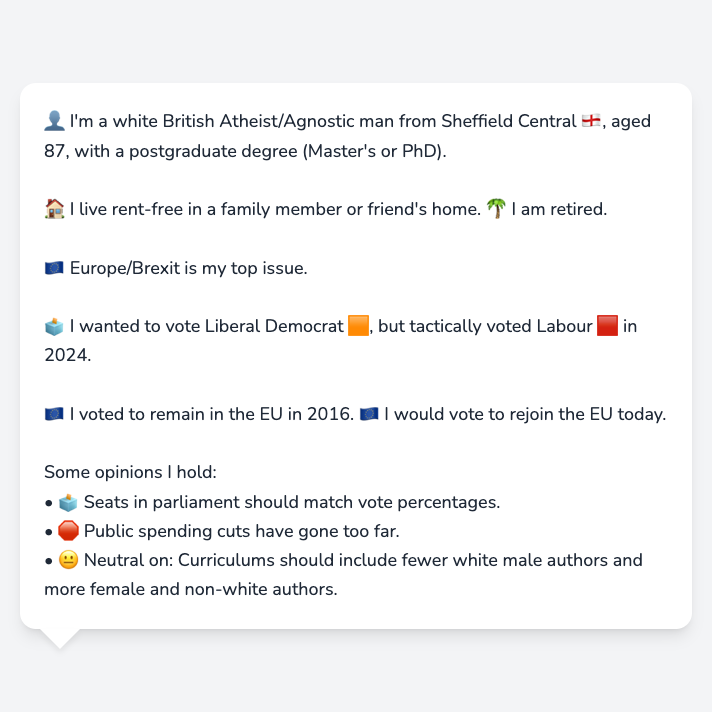 👤 I'm a white British Atheist/Agnostic man from Sheffield Central 🏴󠁧󠁢󠁥󠁮󠁧󠁿, aged
87, with a postgraduate degree (Master's or PhD).
🏠 I live rent-free in a family member or friend's home. 🌴 I am retired.
🇪🇺 Europe/Brexit is my top issue.
🗳️ I wanted to vote Liberal Democrat 🟧, but tactically voted Labour 🟥 in
2024.
🇪🇺 I voted to remain in the EU in 2016. 🇪🇺 I would vote to rejoin the EU today.
Some opinions I hold:
• 🗳️ Seats in parliament should match vote percentages.
• 🛑 Public spending cuts have gone too far.
• 😐 Neutral on: Curriculums should include fewer white male authors and
more female and non-white authors.